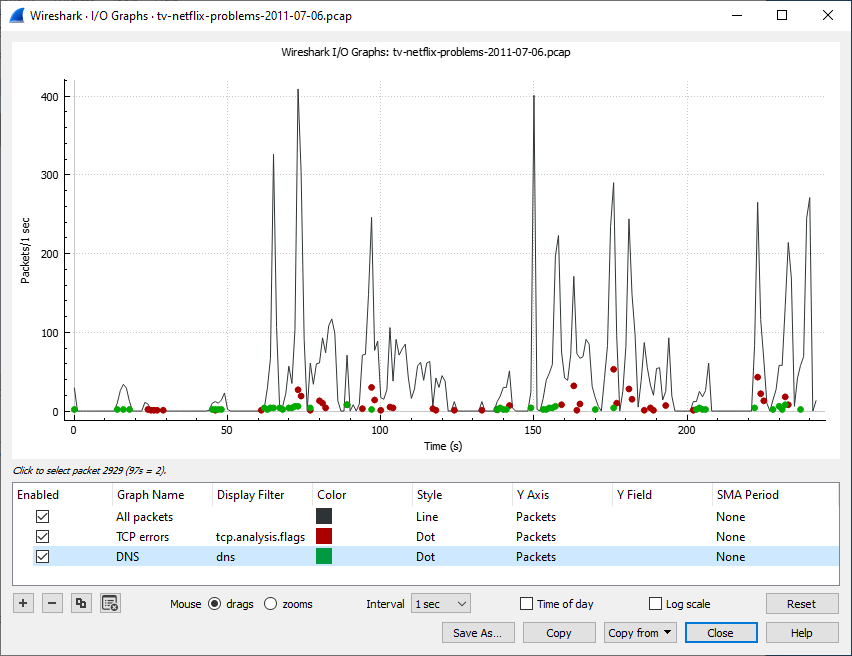 Wireshark · I/O Graphs · tv-netflix-problems-2011-07-06.pcap
Wireshark I/O Graphs: tv-netflix-problems-2011-07-06.pcap
400
300
200
100
0
Packets/1 sec
0 50 100 150 200
Time (s)
Click to select packet 2929 (97s = 2).
Enabled Graph Name Display Filter Color Style Y Axis Y Field SMA Period
All packets Line Packets None
TCP errors tcp.analysis.flags Dot Packets None
DNS dns Dot Packets None
Mouse drags zooms Interval 1 sec Time of day Log scale Reset
Save As... Copy Copy from Close Help